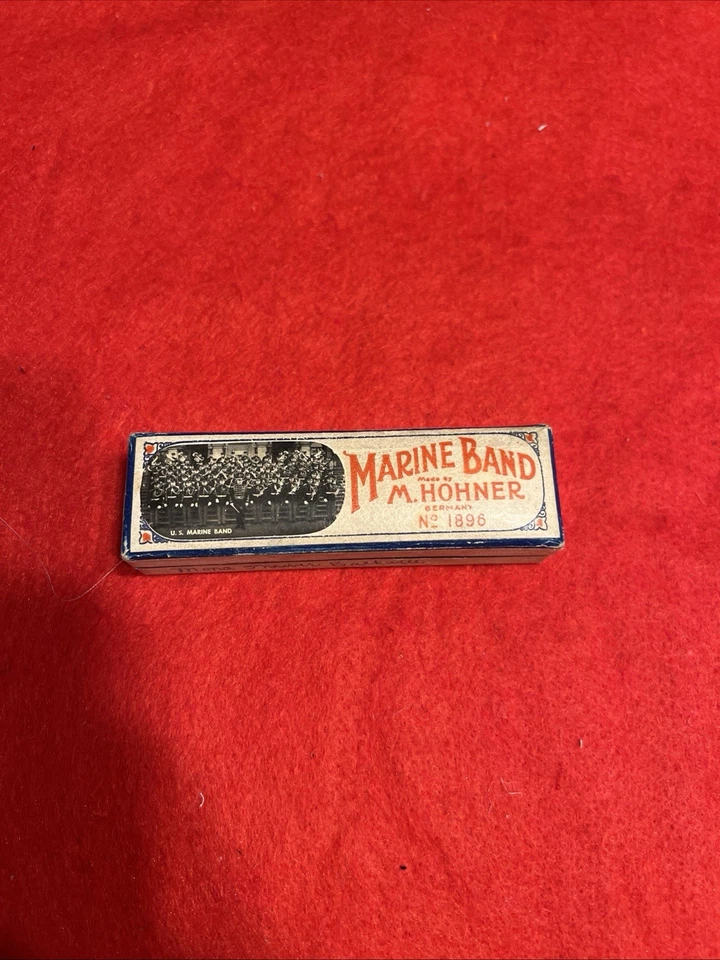 MARINE BAND
Made by
M. HOHNER
GERMANY
Nº 1896
U. S. MARINE BAND